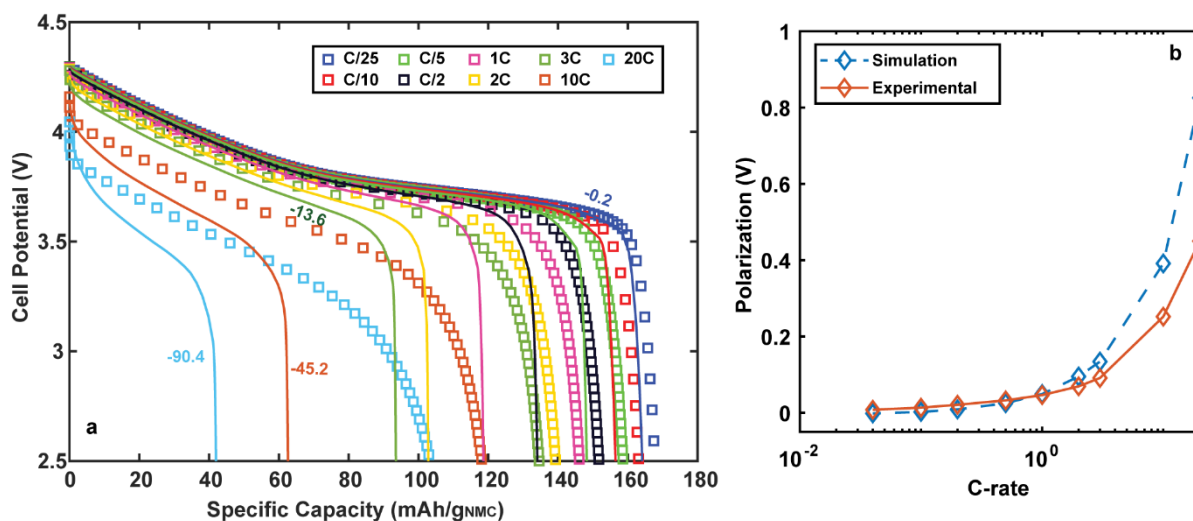 4.5
4
3.5
3
2.5
Cell Potential (V)
C/25 C/5 1C 3C 20C
C/10 C/2 2C 10C
-0.2
-13.6
-90.4
-45.2
a
0 20 40 60 80 100 120 140 160 180
Specific Capacity (mAh/gNMC)
b
Simulation
Experimental
1
0.8
0.6
0.4
0.2
0
Polarization (V)
10-2 100
C-rate